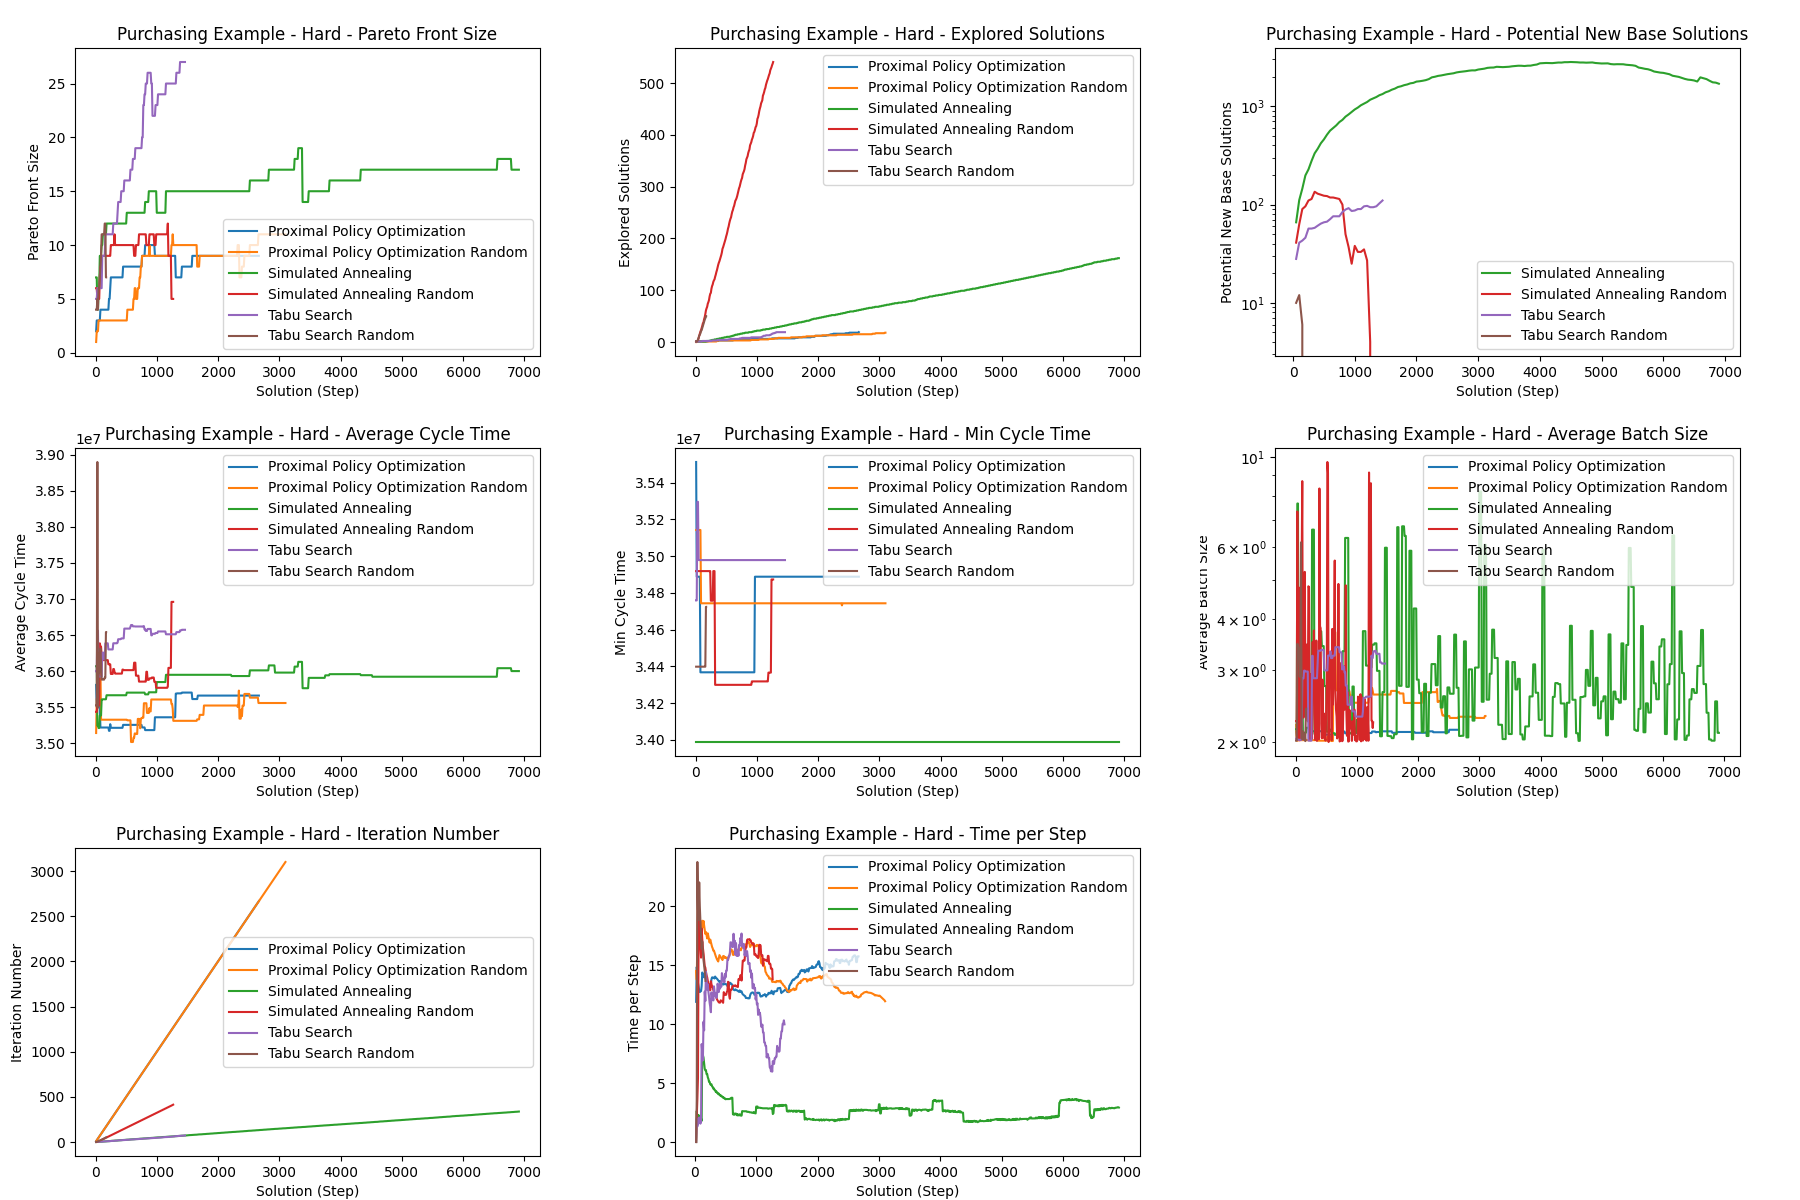 Purchasing Example - Hard - Pareto Front Size
25
20
15
10
5
0
Pareto Front Size
Proximal Policy Optimization
Proximal Policy Optimization Random
Simulated Annealing
Simulated Annealing Random
Tabu Search
Tabu Search Random
0 1000 2000 3000 4000 5000 6000 7000
Solution (Step)
Purchasing Example - Hard - Explored Solutions
500
400
300
200
100
0
Explored Solutions
Proximal Policy Optimization
Proximal Policy Optimization Random
Simulated Annealing
Simulated Annealing Random
Tabu Search
Tabu Search Random
0 1000 2000 3000 4000 5000 6000 7000
Solution (Step)
Purchasing Example - Hard - Potential New Base Solutions
10³
10²
10¹
Potential New Base Solutions
Simulated Annealing
Simulated Annealing Random
Tabu Search
Tabu Search Random
0 1000 2000 3000 4000 5000 6000 7000
Solution (Step)
Purchasing Example - Hard - Average Cycle Time
1e7
3.90
3.85
3.80
3.75
3.70
3.65
3.60
3.55
3.50
Average Cycle Time
Proximal Policy Optimization
Proximal Policy Optimization Random
Simulated Annealing
Simulated Annealing Random
Tabu Search
Tabu Search Random
0 1000 2000 3000 4000 5000 6000 7000
Solution (Step)
Purchasing Example - Hard - Min Cycle Time
1e7
3.54
3.52
3.50
3.48
3.46
3.44
3.42
3.40
Min Cycle Time
Proximal Policy Optimization
Proximal Policy Optimization Random
Simulated Annealing
Simulated Annealing Random
Tabu Search
Tabu Search Random
0 1000 2000 3000 4000 5000 6000 7000
Solution (Step)
Purchasing Example - Hard - Average Batch Size
10¹
6 × 10⁰
4 × 10⁰
3 × 10⁰
2 × 10⁰
Average Batch Size
Proximal Policy Optimization
Proximal Policy Optimization Random
Simulated Annealing
Simulated Annealing Random
Tabu Search
Tabu Search Random
0 1000 2000 3000 4000 5000 6000 7000
Solution (Step)
Purchasing Example - Hard - Iteration Number
3000
2500
2000
1500
1000
500
0
Iteration Number
Proximal Policy Optimization
Proximal Policy Optimization Random
Simulated Annealing
Simulated Annealing Random
Tabu Search
Tabu Search Random
0 1000 2000 3000 4000 5000 6000 7000
Solution (Step)
Purchasing Example - Hard - Time per Step
20
15
10
5
0
Time per Step
Proximal Policy Optimization
Proximal Policy Optimization Random
Simulated Annealing
Simulated Annealing Random
Tabu Search
Tabu Search Random
0 1000 2000 3000 4000 5000 6000 7000
Solution (Step)